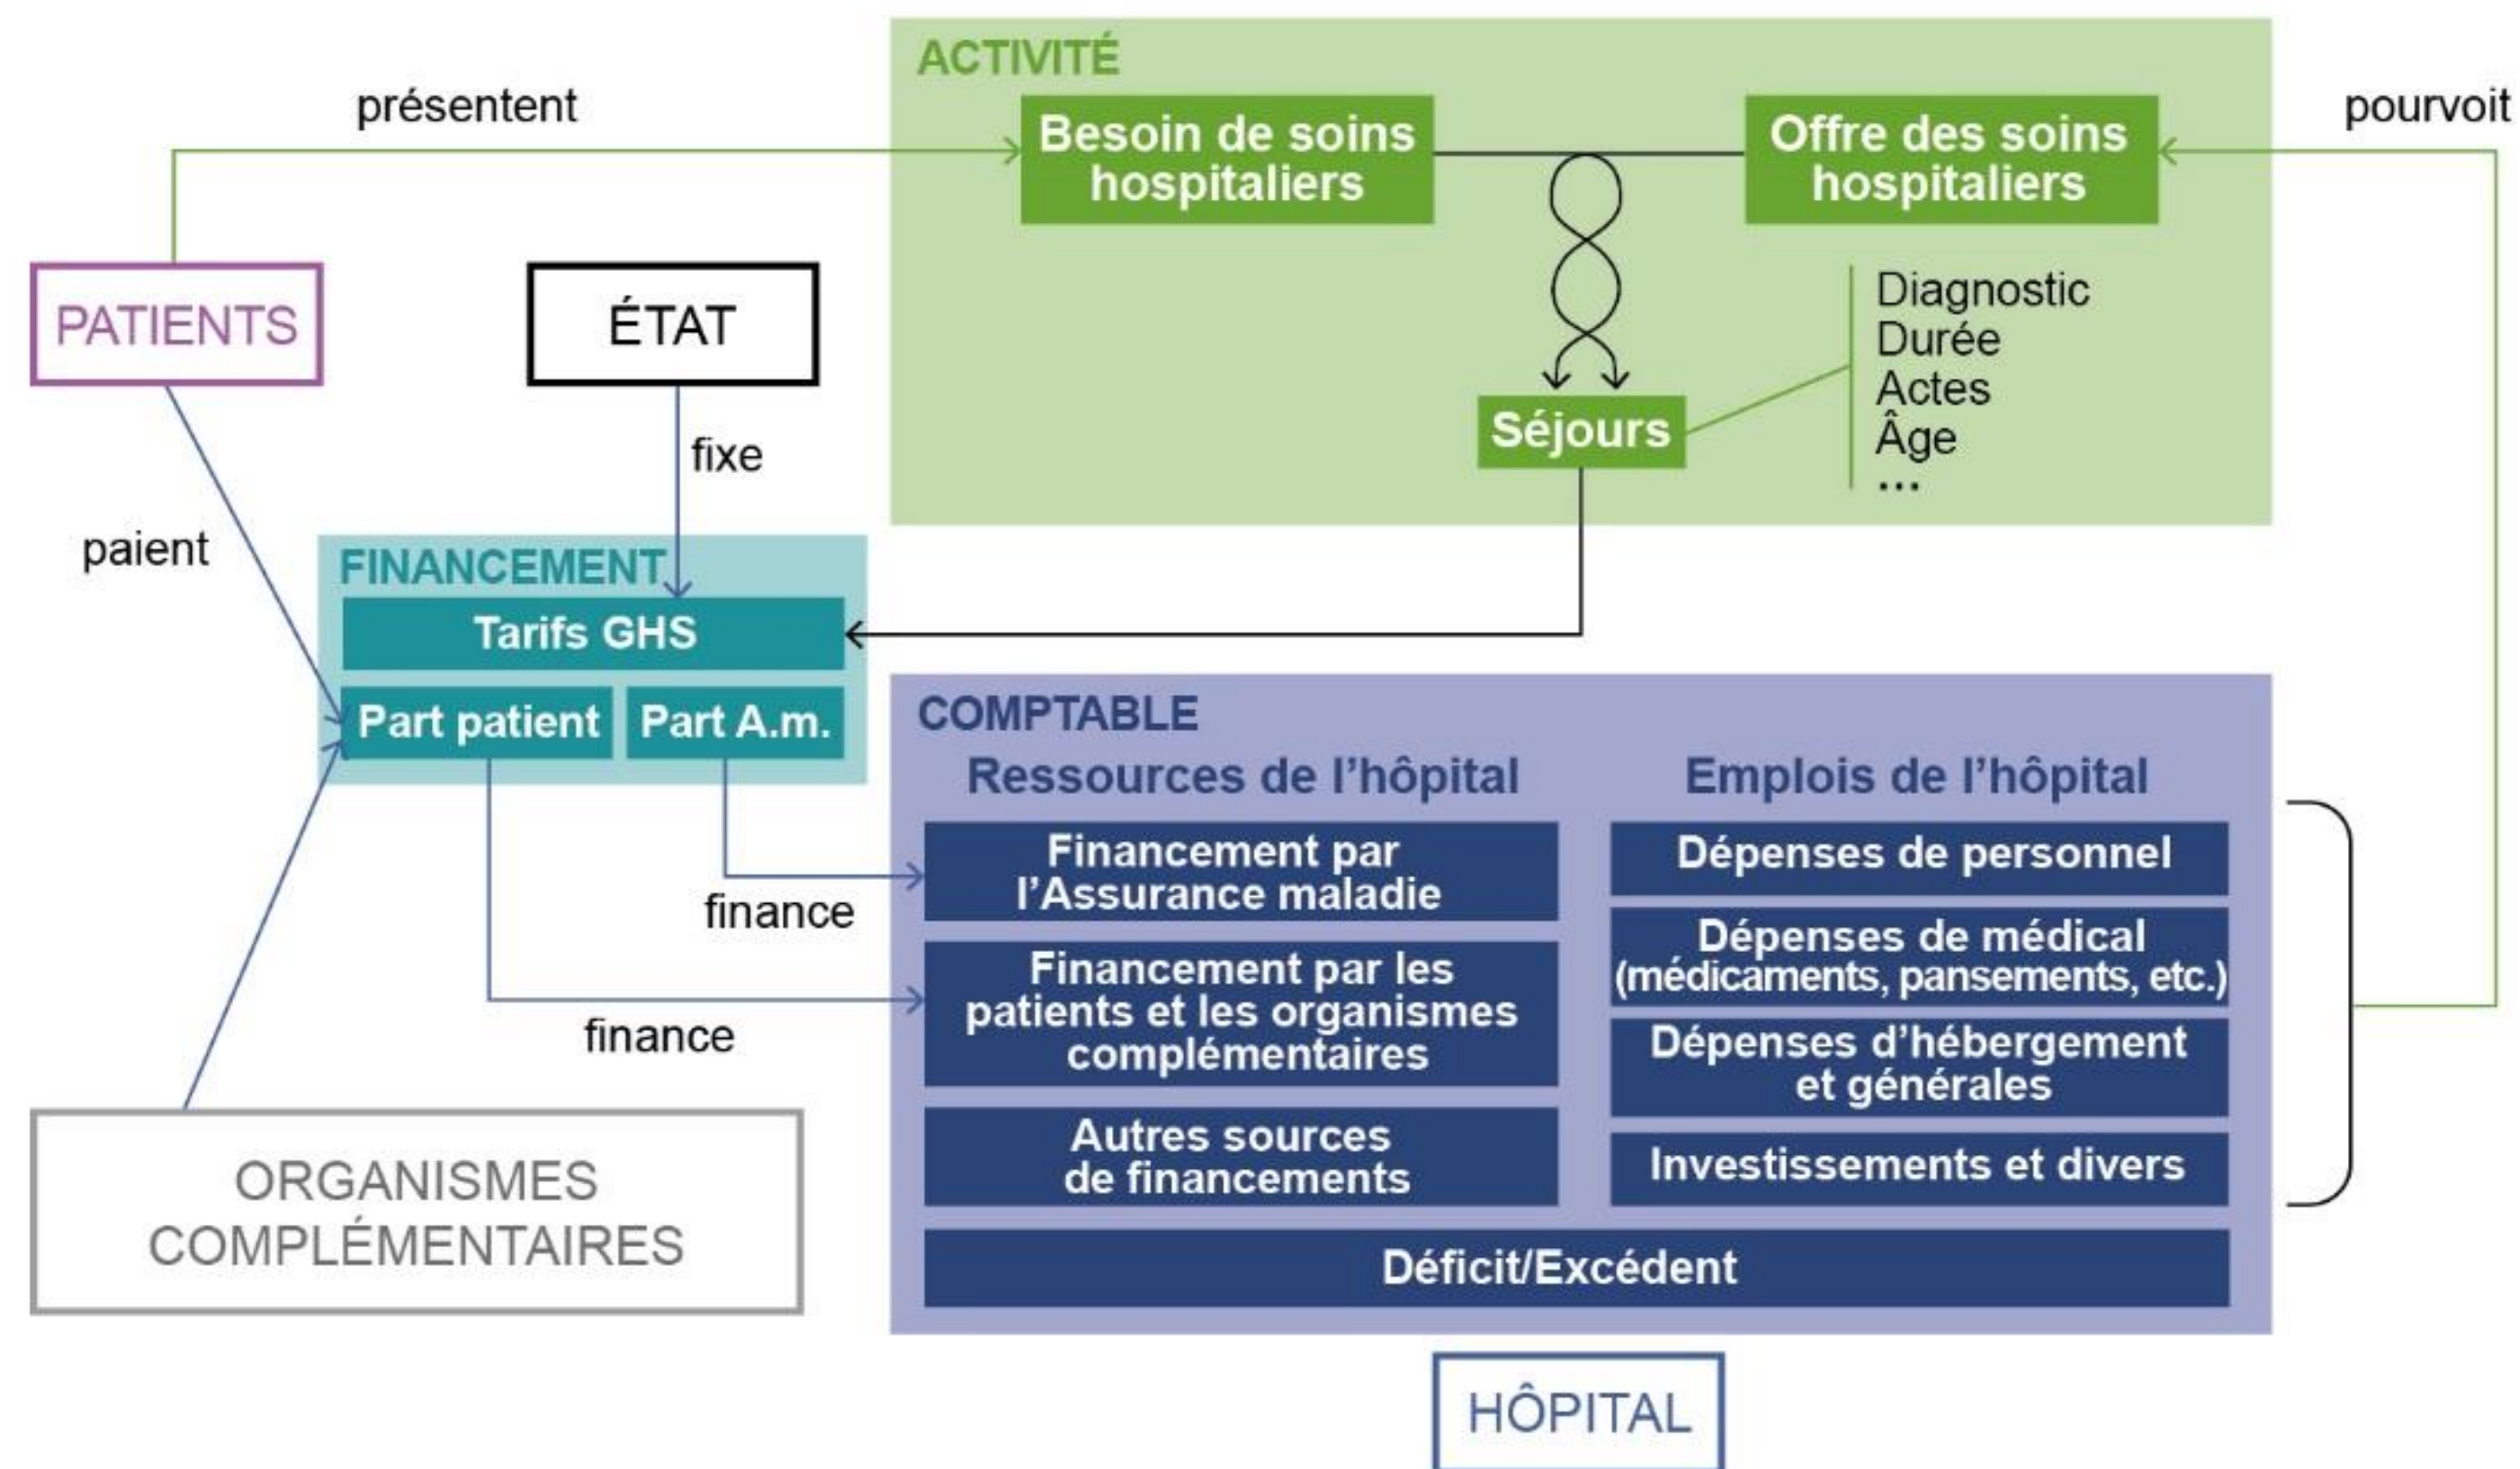 ACTIVITÉ
présentent
Besoin de soins
hospitaliers
Offre des soins
hospitaliers
pourvoit
PATIENTS
ÉTAT
Diagnostic
Durée
Actes
Âge
...
Séjours
fixe
paient
FINANCEMENT
Tarifs GHS
Part patient
Part A.m.
finance
finance
COMPTABLE
Ressources de l’hôpital
Financement par
l’Assurance maladie
Financement par les
patients et les organismes
complémentaires
Autres sources
de financements
Emplois de l’hôpital
Dépenses de personnel
Dépenses de médical
(médicaments, pansements, etc.)
Dépenses d’hébergement
et générales
Investissements et divers
Déficit/Excédent
ORGANISMES
COMPLÉMENTAIRES
HÔPITAL